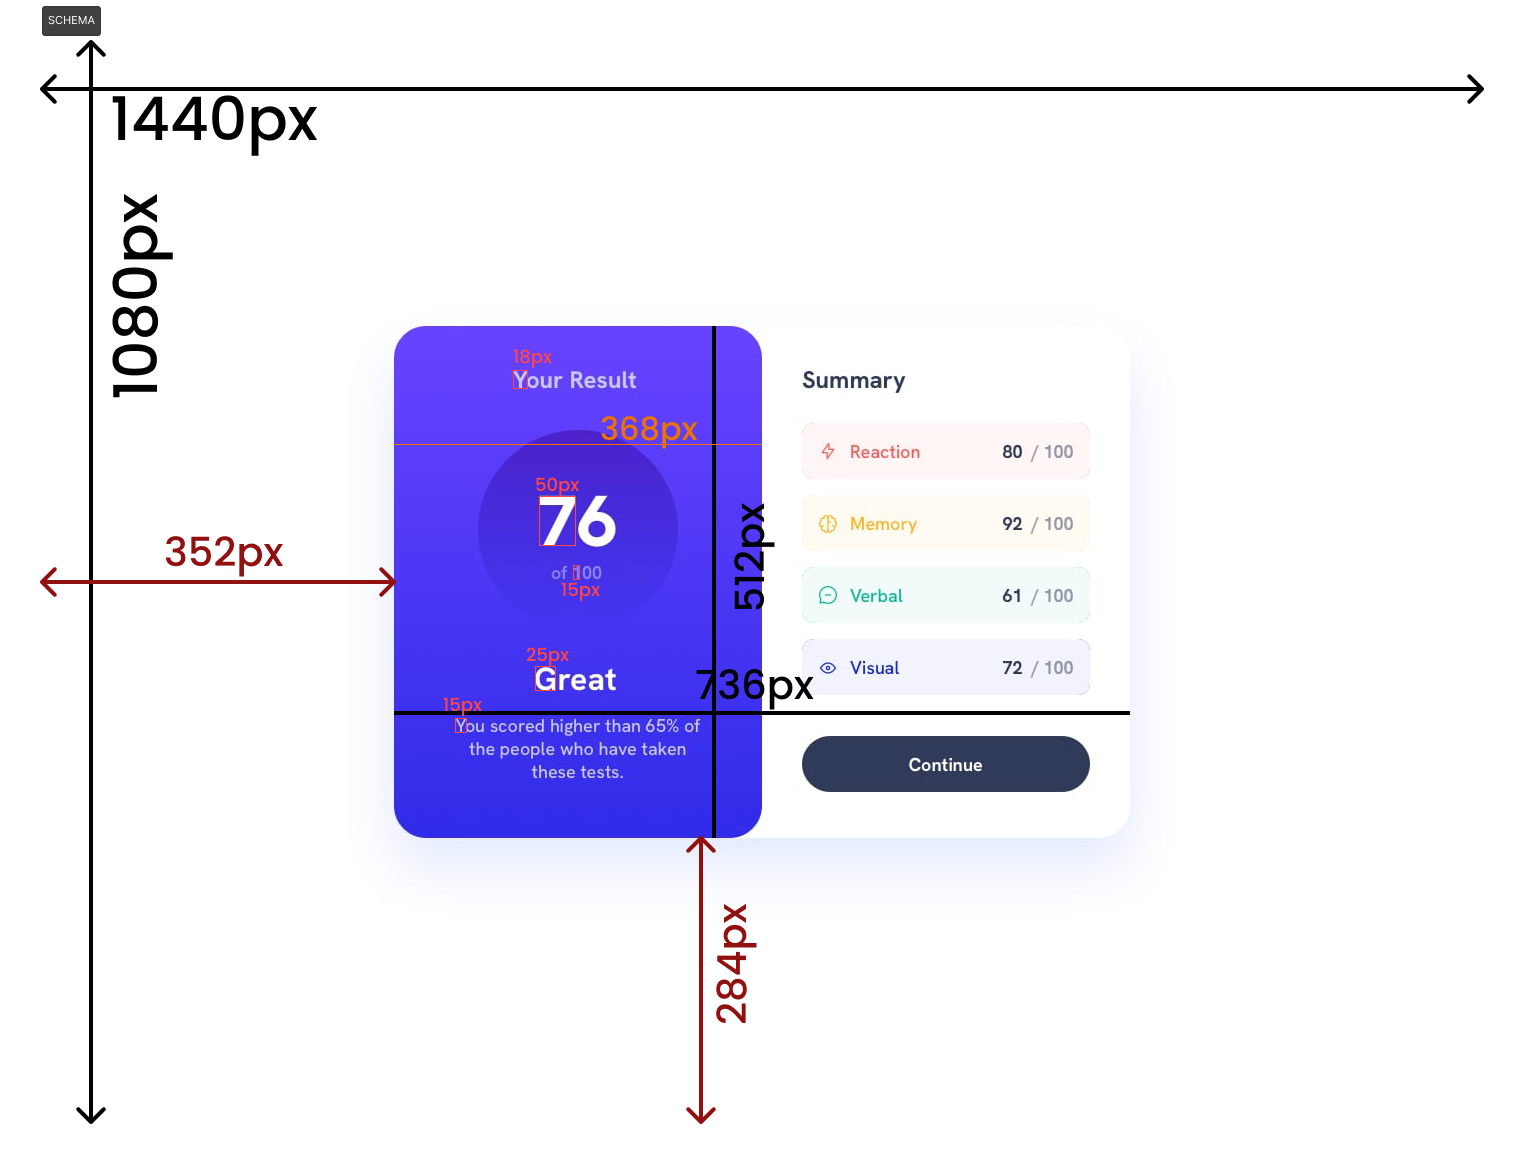 SCHEMA
1440px
1080px
18px
Your Result
368px
50px
76
of 100
15px
352px
512px
25px
Great
736px
15px
You scored higher than 65% of
the people who have taken
these tests.
284px
Summary
Reaction 80 / 100
Memory 92 / 100
Verbal 61 / 100
Visual 72 / 100
Continue